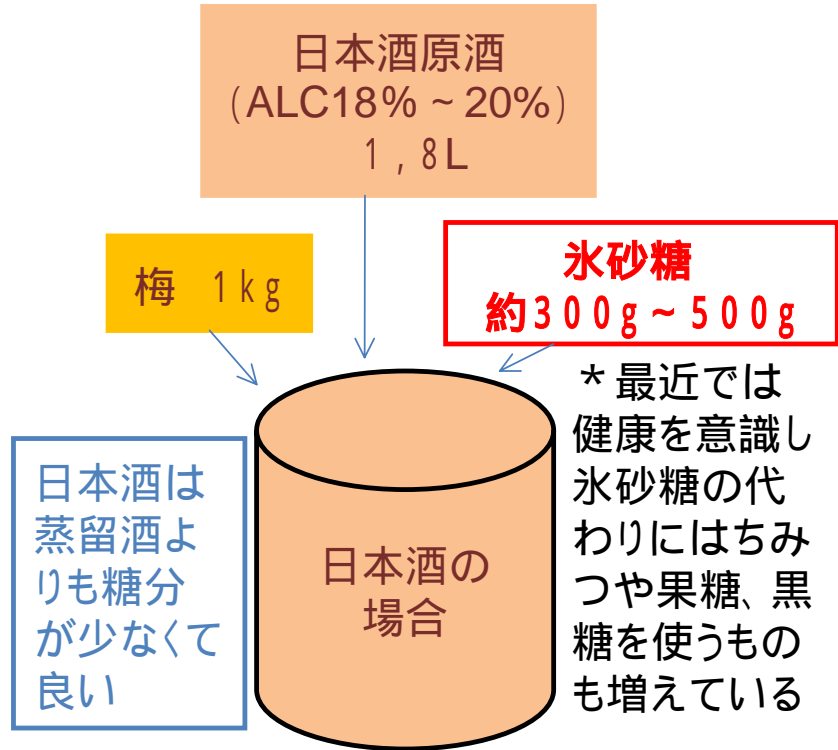 日本酒原酒
(ALC18%~20%)
１,８L
梅　１ｋｇ
氷砂糖
約３００ｇ~５００ｇ
日本酒は
蒸留酒よ
りも糖分
が少なくて
良い
日本酒の
場合
*最近では
健康を意識し
氷砂糖の代
わりにはちみ
つや果糖、黒
糖を使うもの
も増えている